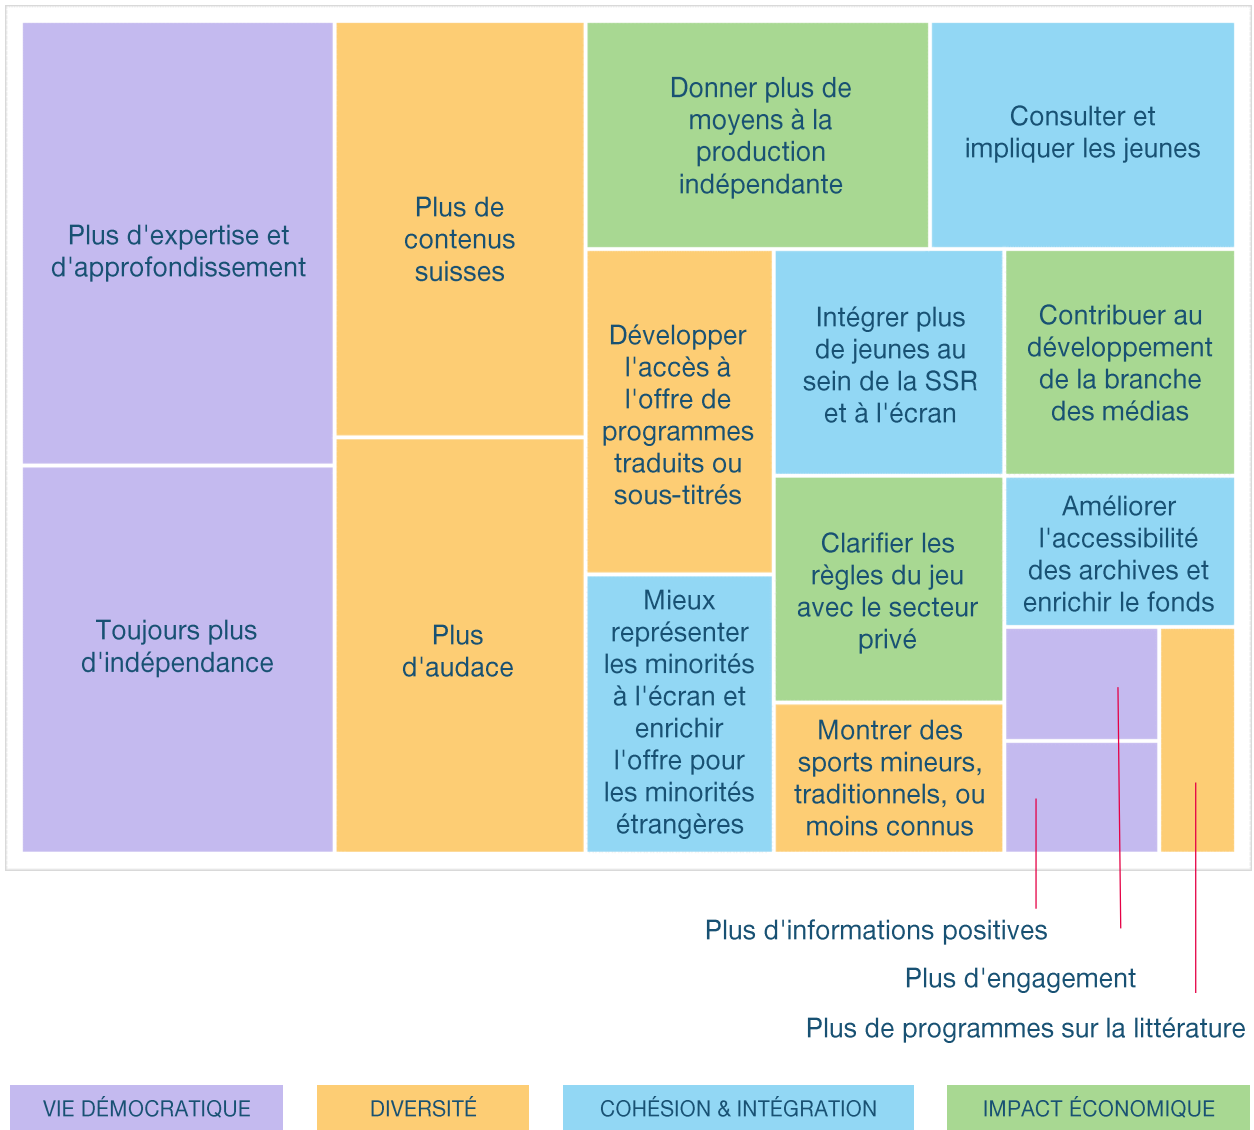 Plus d'expertise et
d'approfondissement
Toujours plus
d'indépendance
Plus de
contenus
suisses
Plus
d'audace
Donner plus de
moyens à la
production
indépendante
Consulter et
impliquer les jeunes
Développer
l'accès à
l'offre de
programmes
traduits ou
sous-titrés
Intégrer plus
de jeunes au
sein de la SSR
et à l'écran
Contribuer au
développement
de la branche
des médias
Mieux
représenter
les minorités
à l'écran et
enrichir
l'offre pour
les minorités
étrangères
Clarifier les
règles du jeu
avec le secteur
privé
Améliorer
l'accessibilité
des archives et
enrichir le fonds
Montrer des
sports mineurs,
traditionnels, ou
moins connus
Plus d'informations positives
Plus d'engagement
Plus de programmes sur la littérature
VIE DÉMOCRATIQUE
DIVERSITÉ
COHÉSION & INTÉGRATION
IMPACT ÉCONOMIQUE